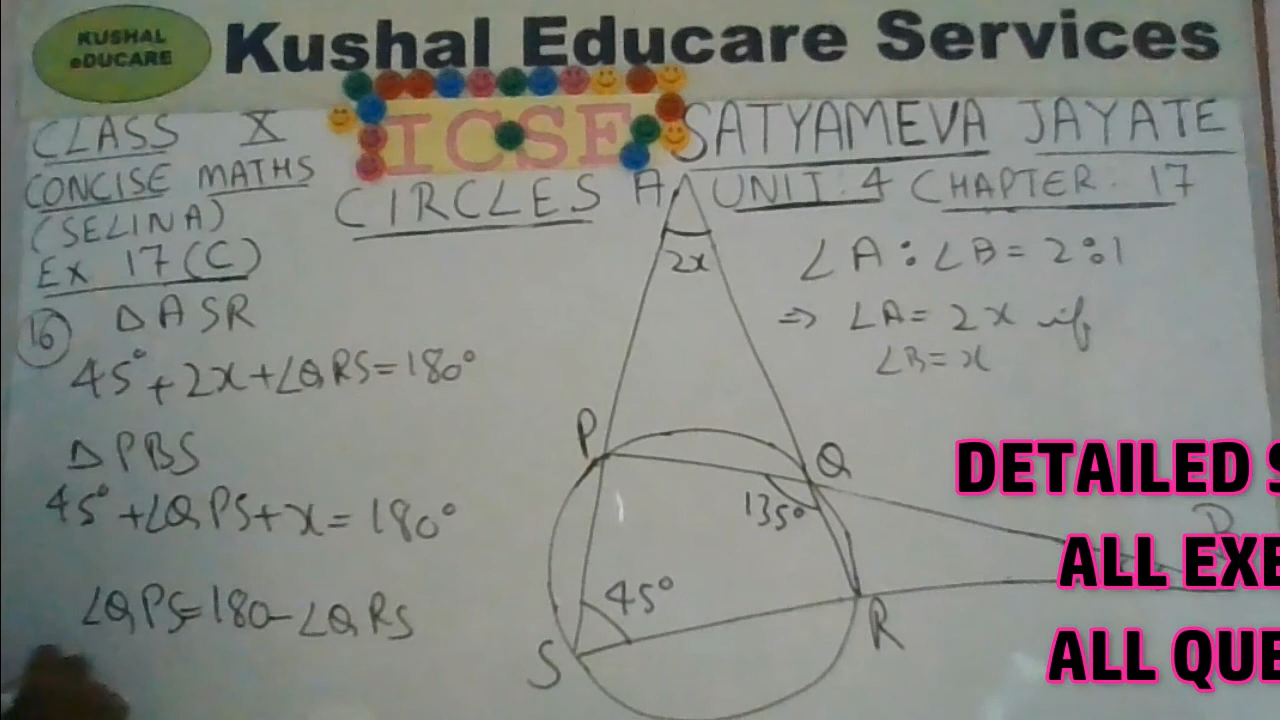 KUSHAL
eDUCARE
Kushal Educare Services
ICSE
CLASS X
SATYAMEVA JAYATE
CONCISE MATHS
(SELINA)
CIRCLES
UNIT. 4 CHAPTER. 17
EX 17(C)
A
2x
∠A : ∠B = 2:1
⇒ ∠A = 2x if
∠B = x
16
△ASR
45° + 2x + ∠QRS = 180°
△PBS
45° + ∠QPS + x = 180°
∠QPS = 180 - ∠QRS
P
Q
135°
45°
S
R
DETAILED
ALL
ALL